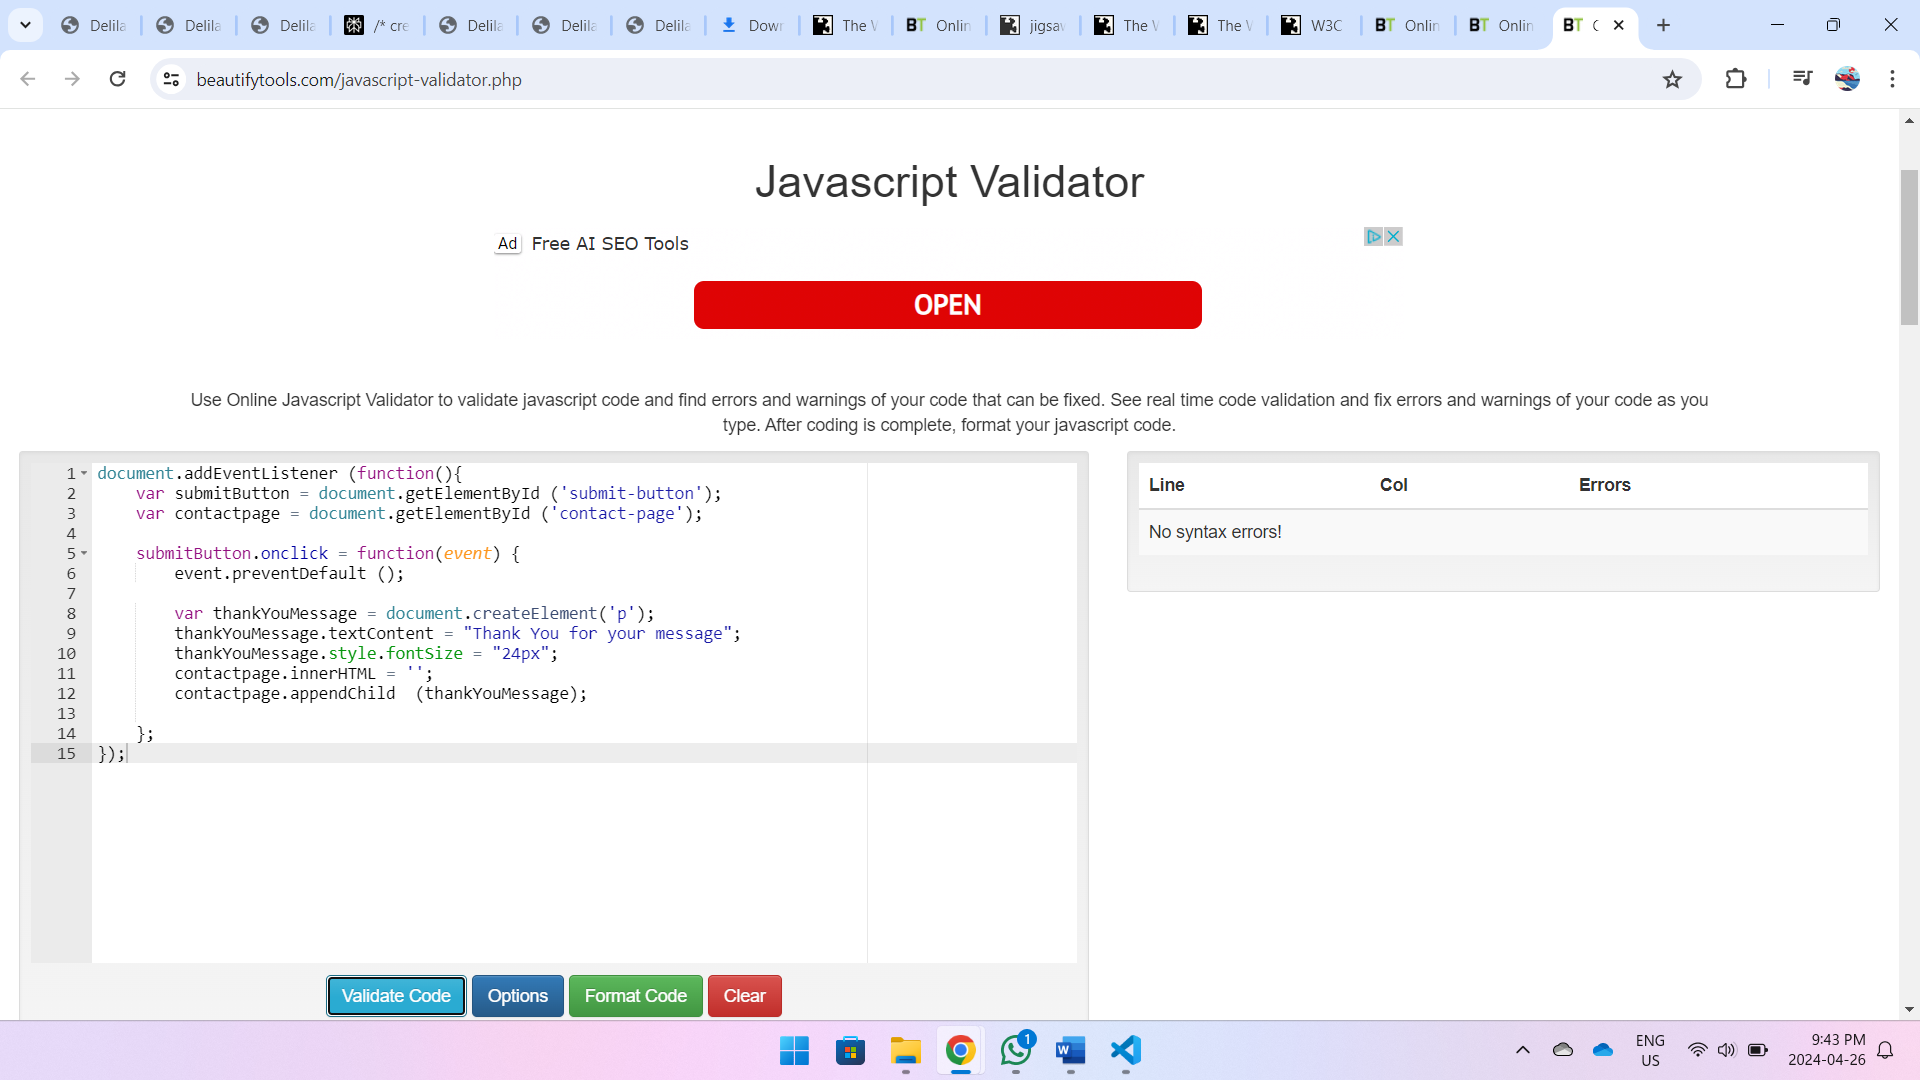 Delila
Delila
Delila
/* cre
Delila
Delila
Delila
Down
The W
BT Onlin
jigsaw
The W
The W
W3C
BT Onlin
BT Onlin
BT
beautifytools.com/javascript-validator.php
Javascript Validator
Ad Free AI SEO Tools
OPEN
Use Online Javascript Validator to validate javascript code and find errors and warnings of your code that can be fixed. See real time code validation and fix errors and warnings of your code as you
type. After coding is complete, format your javascript code.
1 document.addEventListener (function(){
2 var submitButton = document.getElementById ('submit-button');
3 var contactpage = document.getElementById ('contact-page');
4
5 submitButton.onclick = function(event) {
6 event.preventDefault ();
7
8 var thankYouMessage = document.createElement('p');
9 thankYouMessage.textContent = "Thank You for your message";
10 thankYouMessage.style.fontSize = "24px";
11 contactpage.innerHTML = '';
12 contactpage.appendChild  (thankYouMessage);
13
14 };
15 });
Line Col Errors
No syntax errors!
Validate Code Options Format Code Clear
1
W
ENG
US
9:43 PM
2024-04-26